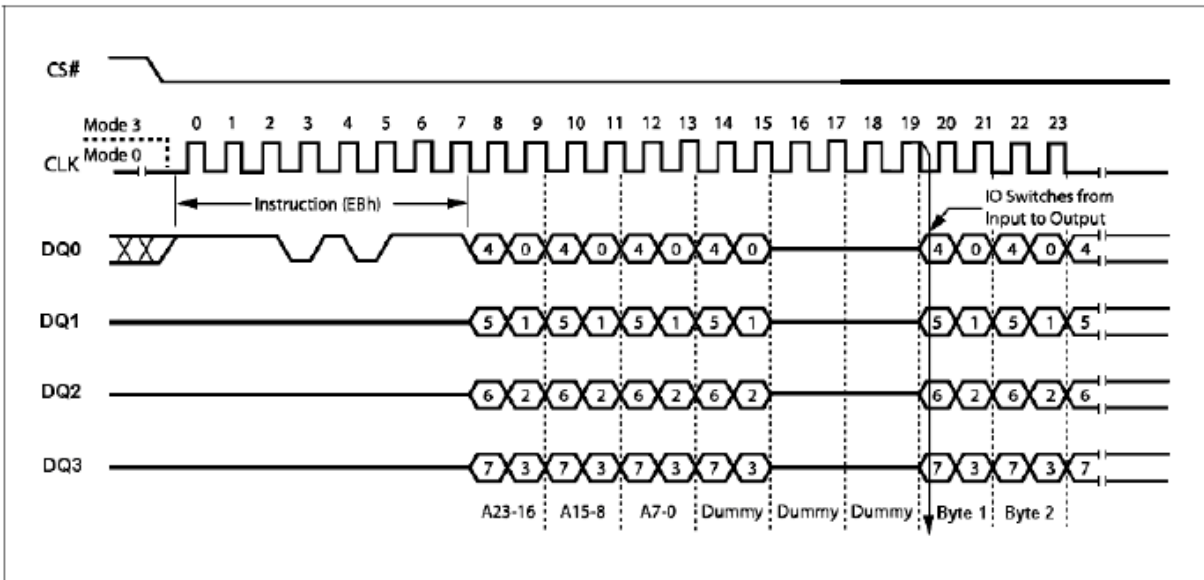 CS#
Mode 3
0 1 2 3 4 5 6 7 8 9 10 11 12 13 14 15 16 17 18 19 20 21 22 23
CLK Mode 0
Instruction (EBh)
IO Switches from
Input to Output
DQ0 4 0 4 0 4 0 4 0 4 0 4 0 4
DQ1 5 1 5 1 5 1 5 1 5 1 5 1 5
DQ2 6 2 6 2 6 2 6 2 6 2 6 2 6
DQ3 7 3 7 3 7 3 7 3 7 3 7 3 7
A23-16 A15-8 A7-0 Dummy Dummy Dummy Byte 1 Byte 2